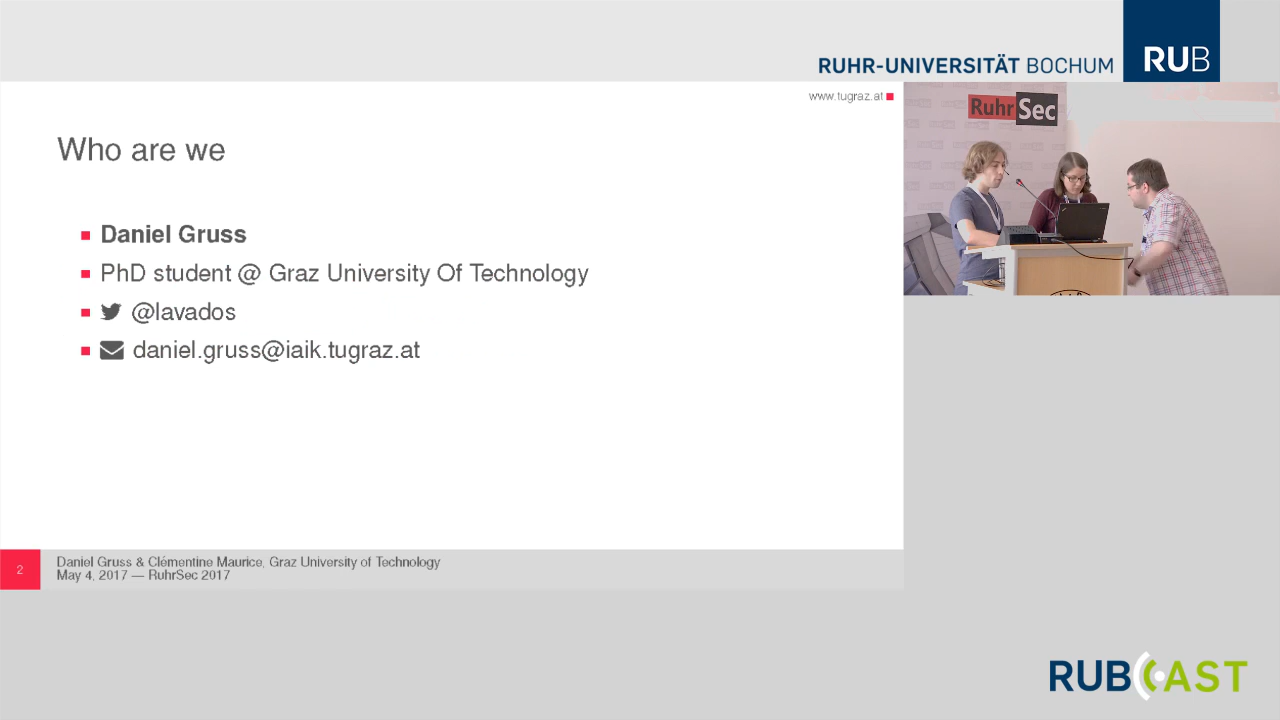 RUHR-UNIVERSITÄT BOCHUM RUB
www.tugraz.at
RuhrSec
Who are we
Daniel Gruss
PhD student @ Graz University Of Technology
@lavados
daniel.gruss@iaik.tugraz.at
2
Daniel Gruss & Clémentine Maurice, Graz University of Technology
May 4, 2017 — RuhrSec 2017
RUBCAST